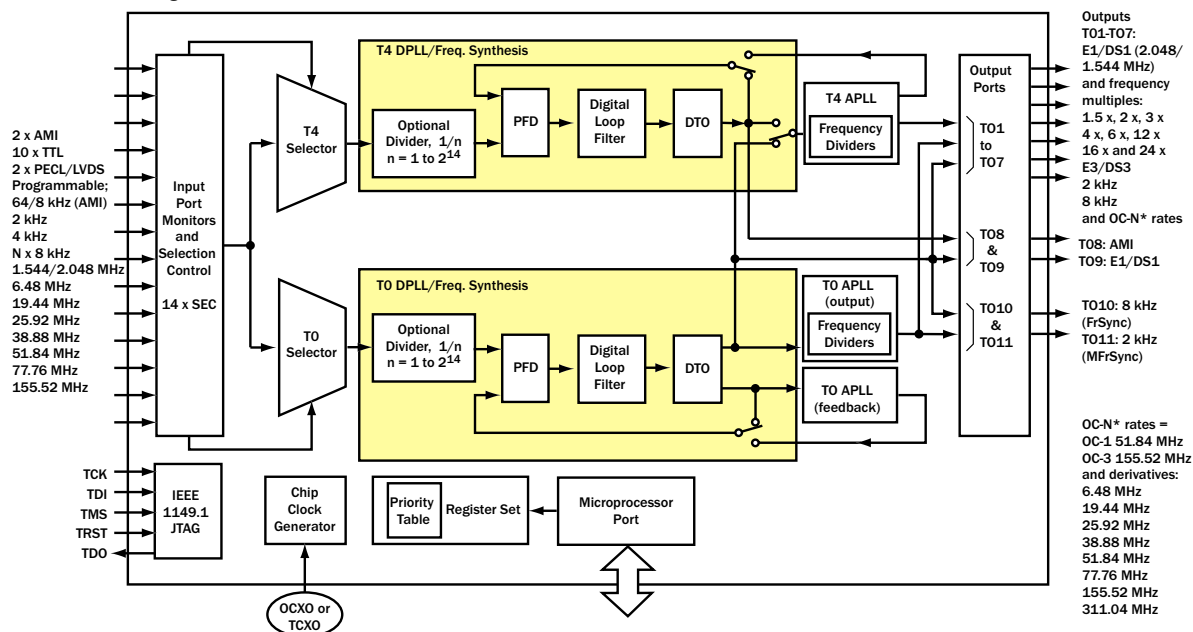 2 x AMI
10 x TTL
2 x PECL/LVDS
Programmable;
64/8 kHz (AMI)
2 kHz
4 kHz
N x 8 kHz
1.544/2.048 MHz
6.48 MHz
19.44 MHz
25.92 MHz
38.88 MHz
51.84 MHz
77.76 MHz
155.52 MHz
Input
Port
Monitors
and
Selection
Control
14 x SEC
T4
Selector
T4 DPLL/Freq. Synthesis
Optional
Divider, 1/n
n = 1 to 2¹⁴
PFD
Digital
Loop
Filter
DTO
T4 APLL
Frequency
Dividers
T0
Selector
T0 DPLL/Freq. Synthesis
Optional
Divider, 1/n
n = 1 to 2¹⁴
PFD
Digital
Loop
Filter
DTO
T0 APLL
(output)
Frequency
Dividers
T0 APLL
(feedback)
Output
Ports
T01
to
T07
T08
&
T09
T010
&
T011
Outputs
T01-T07:
E1/DS1 (2.048/
1.544 MHz)
and frequency
multiples:
1.5 x, 2 x, 3 x
4 x, 6 x, 12 x
16 x and 24 x
E3/DS3
2 kHz
8 kHz
and OC-N* rates
T08: AMI
T09: E1/DS1
T010: 8 kHz
(FrSync)
T011: 2 kHz
(MFrSync)
OC-N* rates =
OC-1 51.84 MHz
OC-3 155.52 MHz
and derivatives:
6.48 MHz
19.44 MHz
25.92 MHz
38.88 MHz
51.84 MHz
77.76 MHz
155.52 MHz
311.04 MHz
TCK
TDI
TMS
TRST
TDO
IEEE
1149.1
JTAG
Chip
Clock
Generator
OCXO or
TCXO
Priority
Table
Register Set
Microprocessor
Port